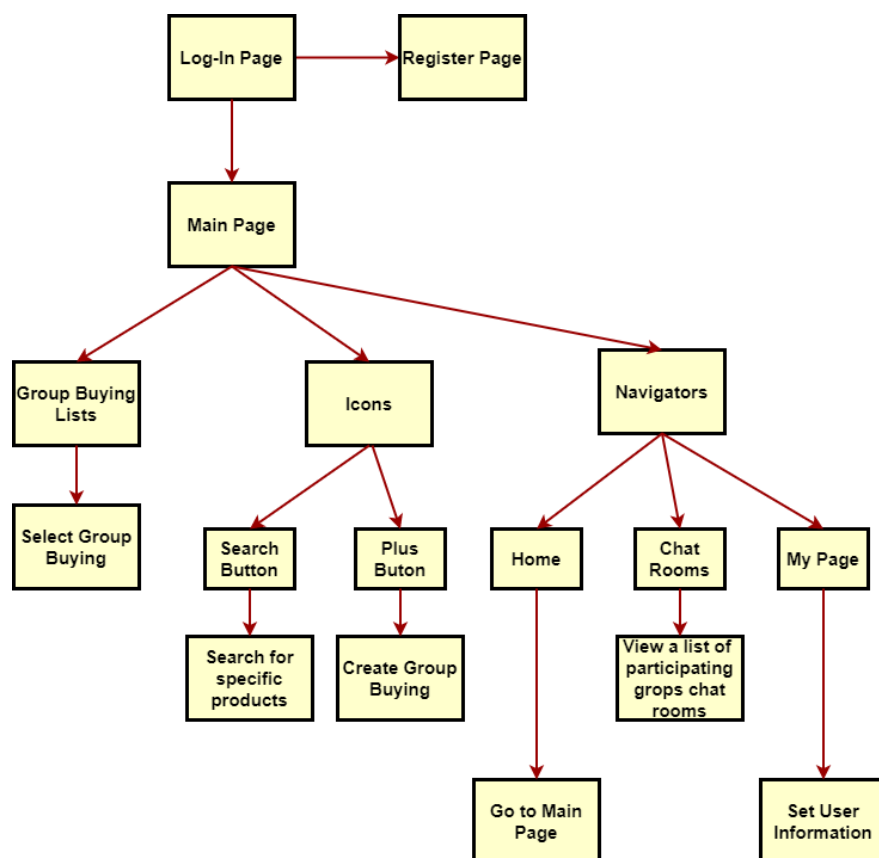 Log-In Page
Register Page
Main Page
Group Buying
Lists
Icons
Navigators
Select Group
Buying
Search
Button
Plus
Buton
Home
Chat
Rooms
My Page
Search for
specific
products
Create Group
Buying
View a list of
participating
grops chat
rooms
Go to Main
Page
Set User
Information